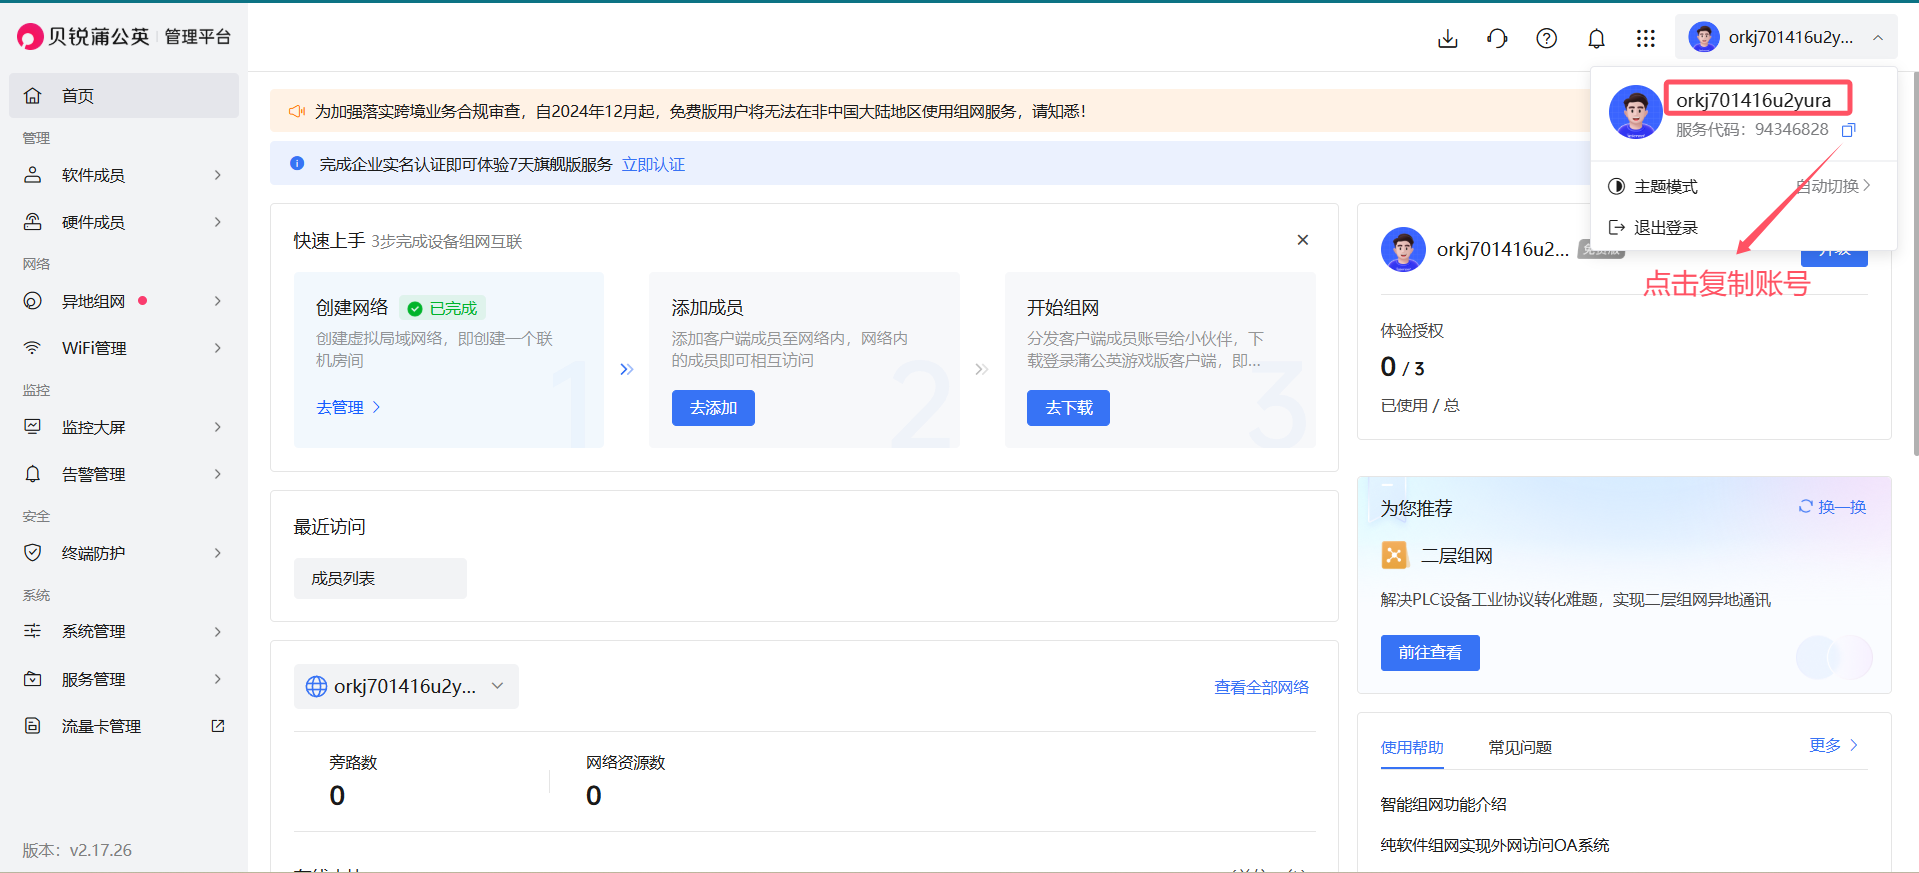 贝锐蒲公英 管理平台
orkj701416u2y...
首页
管理
软件成员
硬件成员
网络
异地组网
WiFi管理
监控
监控大屏
告警管理
安全
终端防护
系统
系统管理
服务管理
流量卡管理
版本：v2.17.26
为加强落实跨境业务合规审查，自2024年12月起，免费版用户将无法在非中国大陆地区使用组网服务，请知悉！
完成企业实名认证即可体验7天旗舰版服务 立即认证
orkj701416u2yura
服务代码：94346828
主题模式 自动切换
退出登录
点击复制账号
快速上手 3步完成设备组网互联
创建网络 已完成
创建虚拟局域网络，即创建一个联
机房间
去管理
1
添加成员
添加客户端成员至网络内，网络内
的成员即可相互访问
去添加
2
开始组网
分发客户端成员账号给小伙伴，下
载登录蒲公英游戏版客户端，即...
去下载
3
orkj701416u2... 免费版
升级
体验授权
0 / 3
已使用 / 总
最近访问
成员列表
为您推荐 换一换
二层组网
解决PLC设备工业协议转化难题，实现二层组网异地通讯
前往查看
orkj701416u2y... 查看全部网络
旁路数 网络资源数
0 0
使用帮助 常见问题 更多
智能组网功能介绍
纯软件组网实现外网访问OA系统